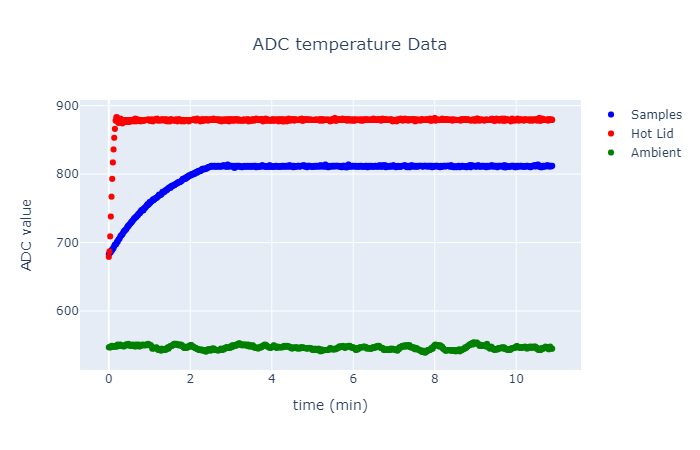 ADC temperature Data
900
800
700
600
ADC value
0 2 4 6 8 10
time (min)
Samples
Hot Lid
Ambient